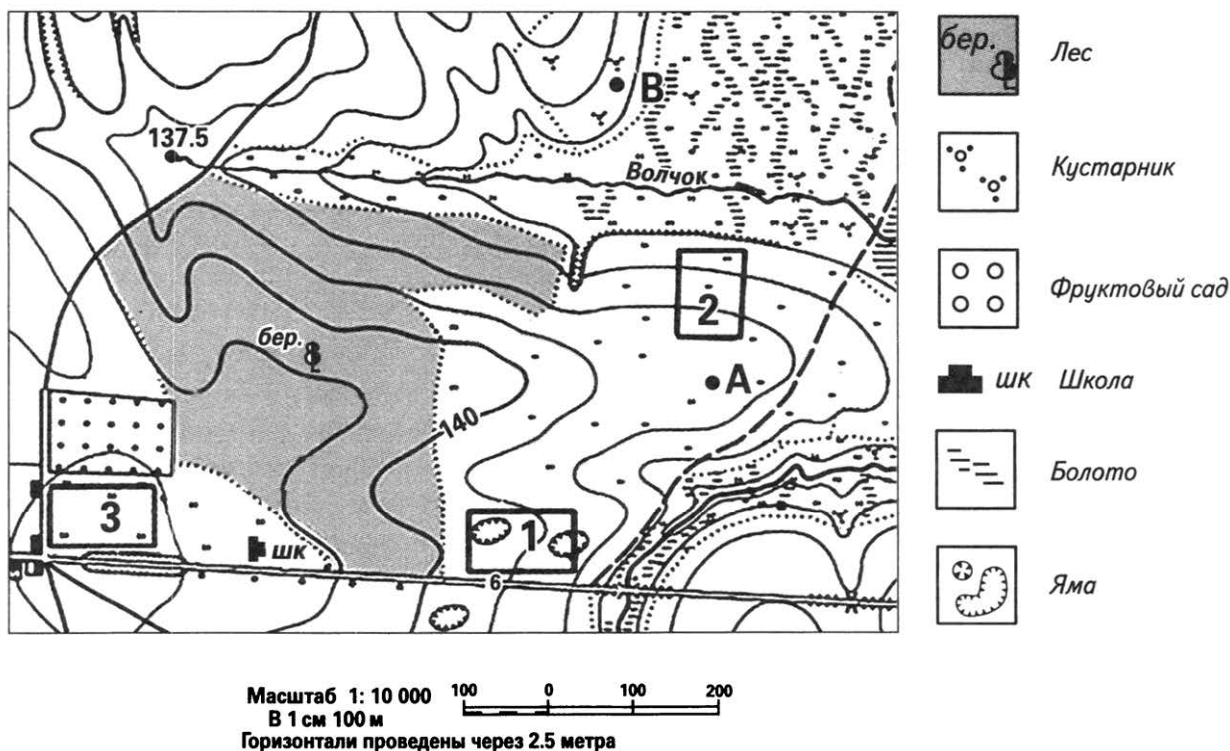 бер.
Лес
В
137.5
Кустарник
Волчок
Фруктовый сад
2
бер.
А
шк Школа
140
Болото
3
1
шк
6
Яма
Масштаб 1: 10 000
100 0 100 200
В 1 см 100 м
Горизонтали проведены через 2.5 метра